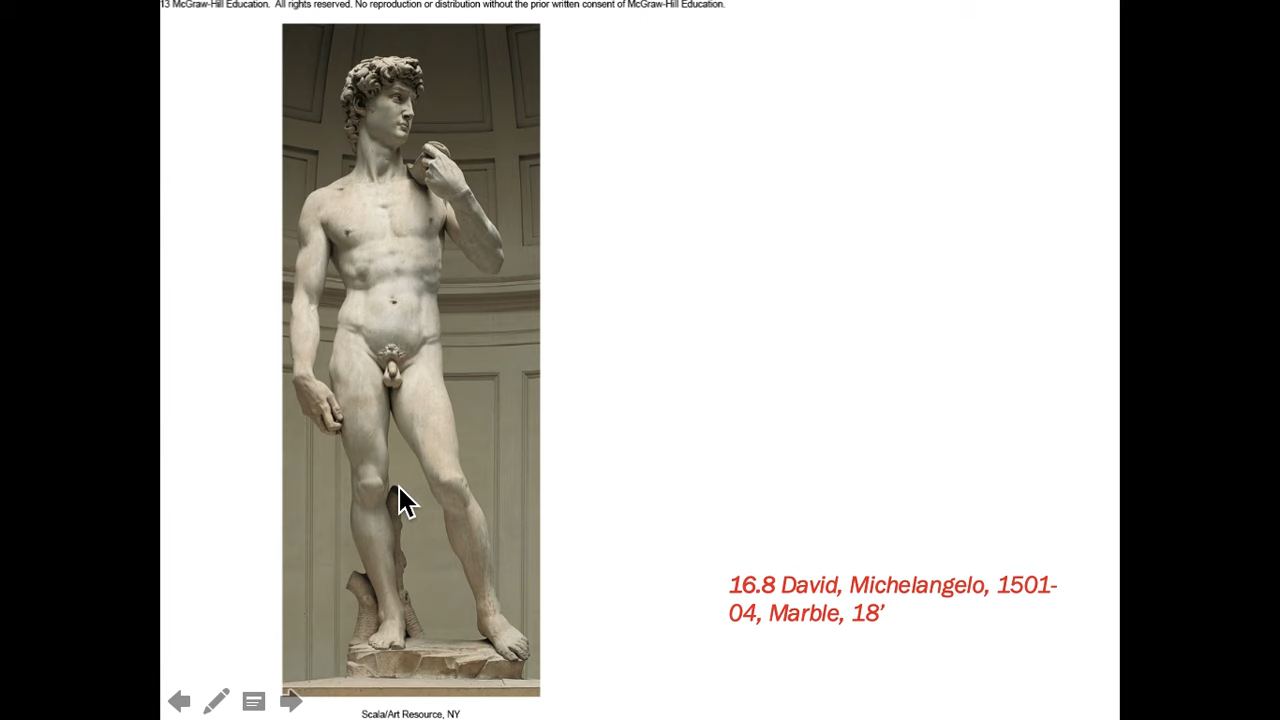 13 McGraw-Hill Education. All rights reserved. No reproduction or distribution without the prior written consent of McGraw-Hill Education.
16.8 David, Michelangelo, 1501-
04, Marble, 18’
Scala/Art Resource, NY